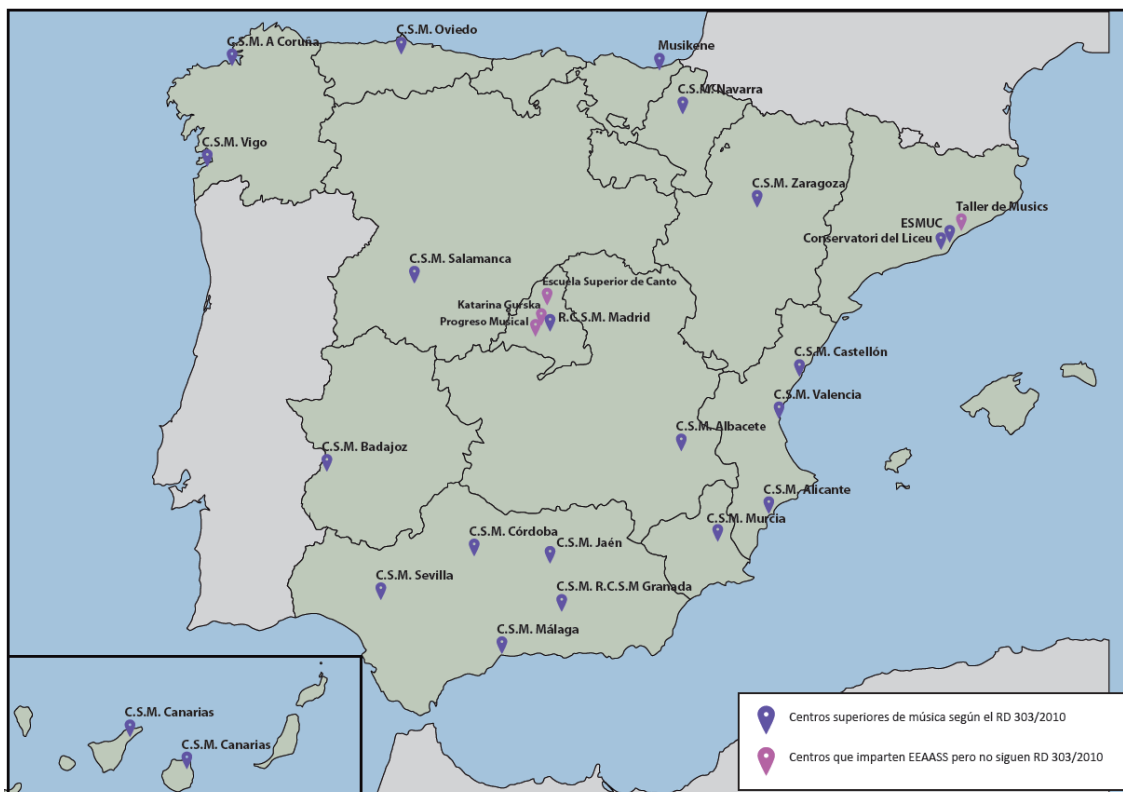 C.S.M. Oviedo
C.S.M. A Coruña
Musikene
C.S.M. Navarra
C.S.M. Vigo
C.S.M. Zaragoza
Taller de Musics
ESMUC
Conservatori del Liceu
C.S.M. Salamanca
Escuela Superior de Canto
Katarina Gurska
R.C.S.M. Madrid
Progreso Musical
C.S.M. Castellón
C.S.M. Valencia
C.S.M. Albacete
C.S.M. Badajoz
C.S.M. Alicante
C.S.M. Murcia
C.S.M. Córdoba
C.S.M. Jaén
C.S.M. Sevilla
C.S.M. R.C.S.M Granada
C.S.M. Málaga
C.S.M. Canarias
C.S.M. Canarias
Centros superiores de música según el RD 303/2010
Centros que imparten EEAASS pero no siguen RD 303/2010